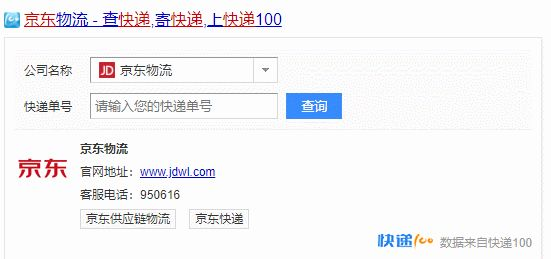 京东物流 - 查快递,寄快递,上快递100
公司名称 JD 京东物流
快递单号 请输入您的快递单号 查询
京东物流
京东 官网地址：www.jdwl.com
客服电话：950616
京东供应链物流 京东快递
快递100 数据来自快递100